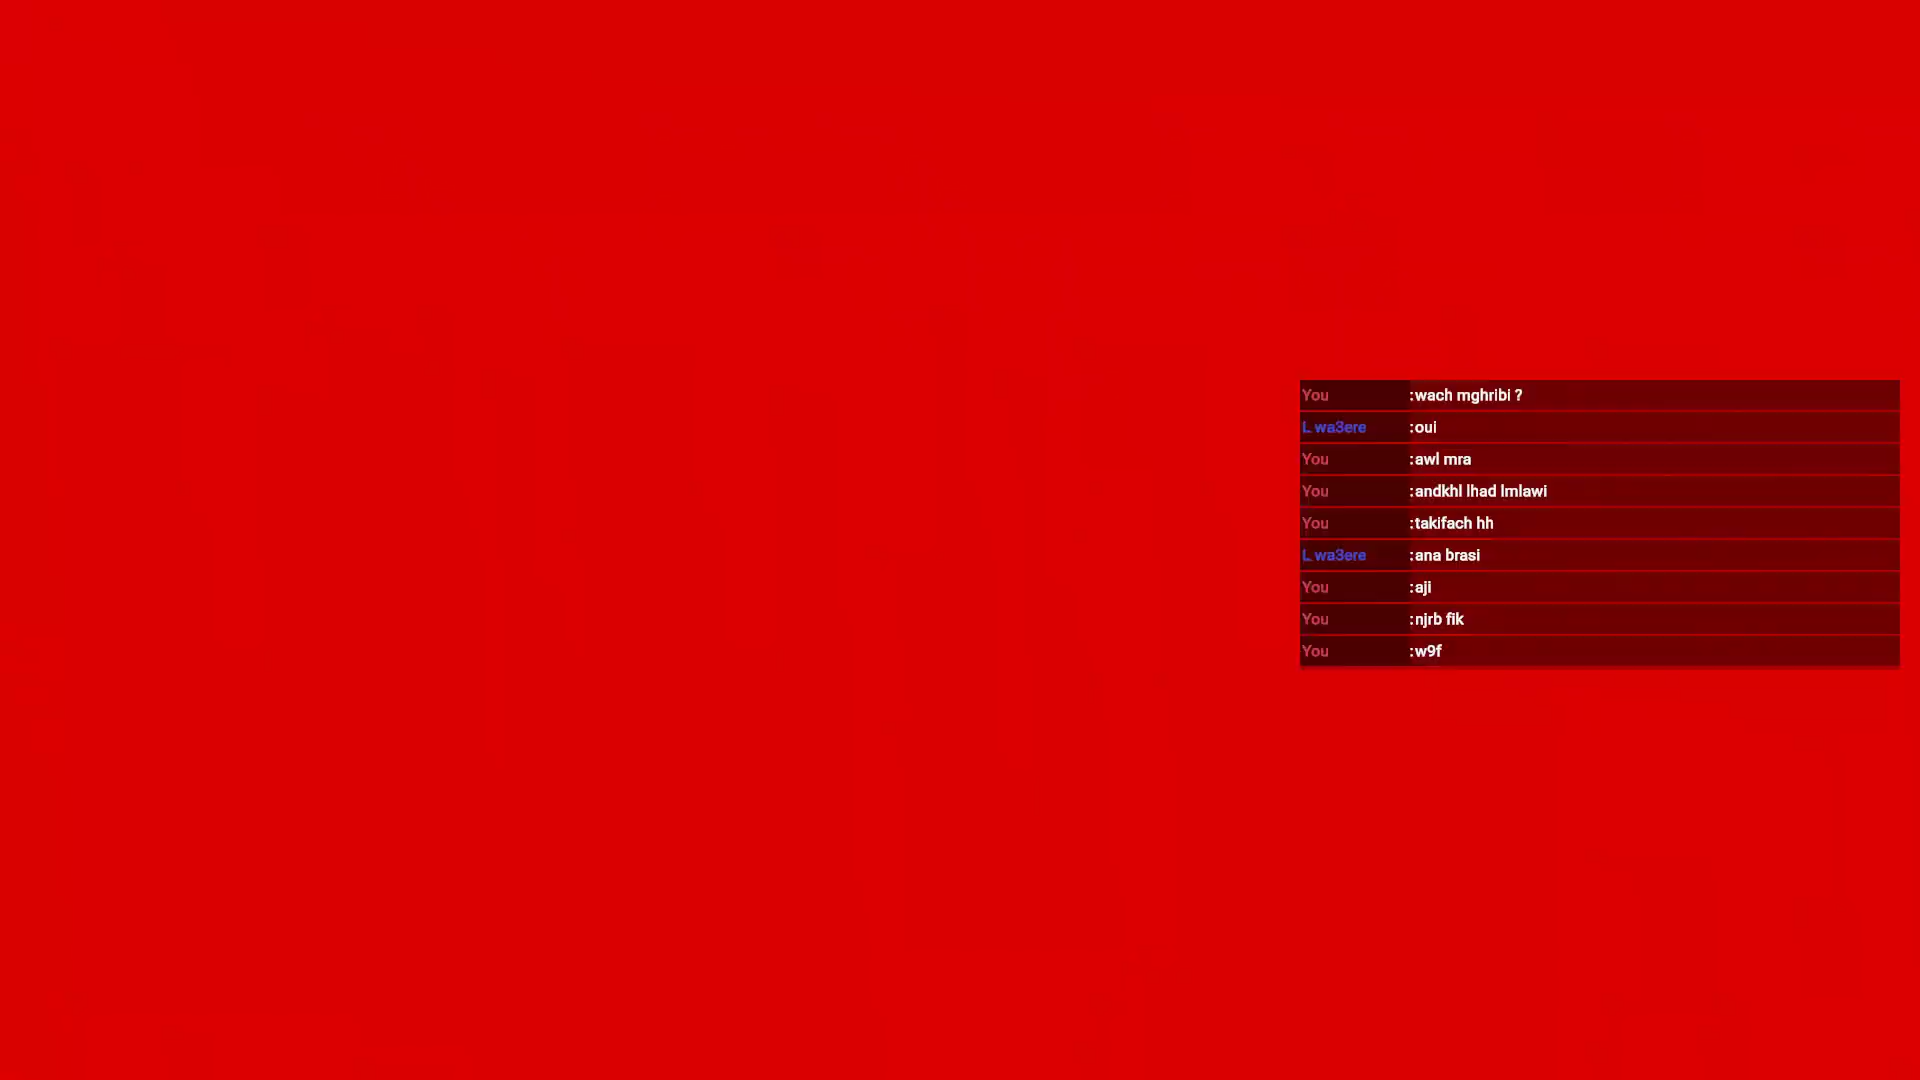 You :wach mghribi ?
L wa3ere :oui
You :awl mra
You :andkhl lhad lmlawi
You :takifach hh
L wa3ere :ana brasi
You :aji
You :njrb fik
You :w9f